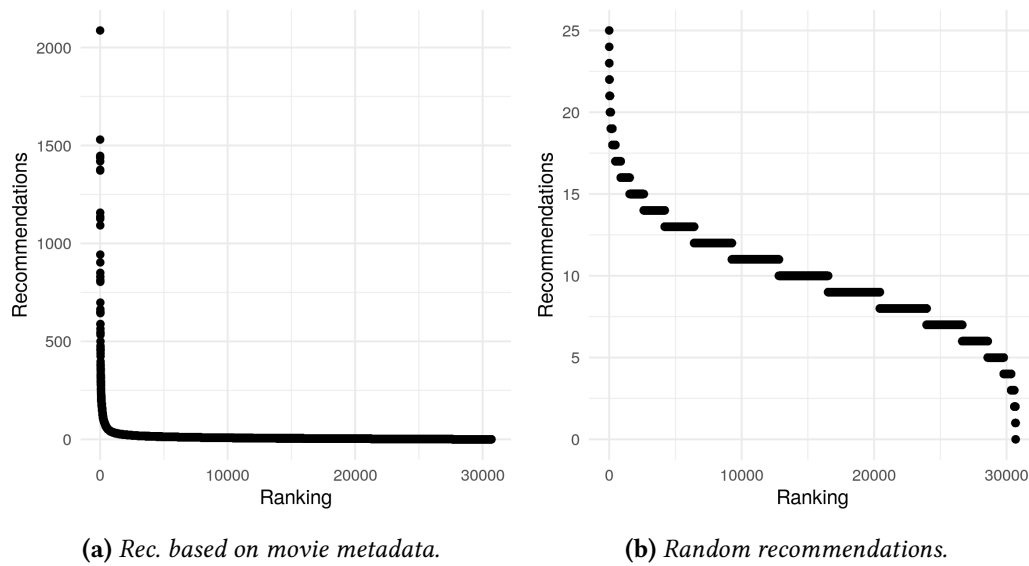 2000
1500
1000
500
0
Recommendations
0 10000 20000 30000
Ranking
25
20
15
10
5
0
Recommendations
0 10000 20000 30000
Ranking
(a) Rec. based on movie metadata.
(b) Random recommendations.